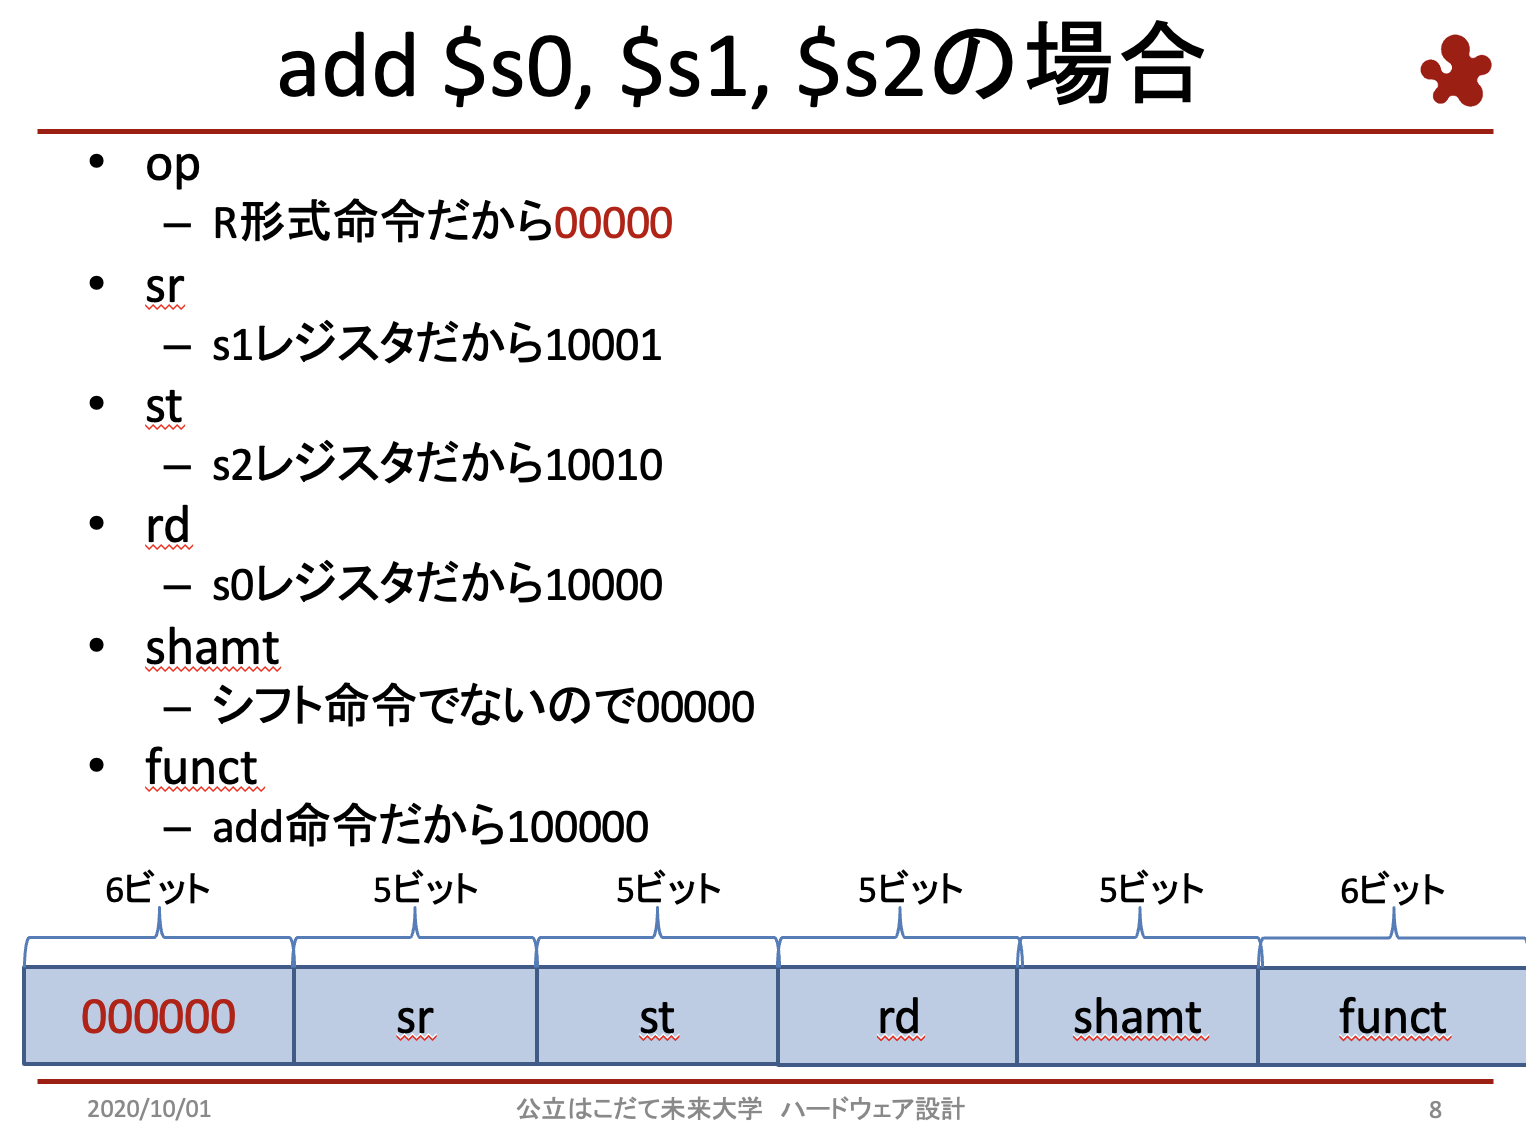 add $s0, $s1, $s2の場合
• op
– R形式命令だから00000
• sr
– s1レジスタだから10001
• st
– s2レジスタだから10010
• rd
– s0レジスタだから10000
• shamt
– シフト命令でないので00000
• funct
– add命令だから100000
6ビット 5ビット 5ビット 5ビット 5ビット 6ビット
000000 sr st rd shamt funct
2020/10/01 公立はこだて未来大学 ハードウェア設計 8